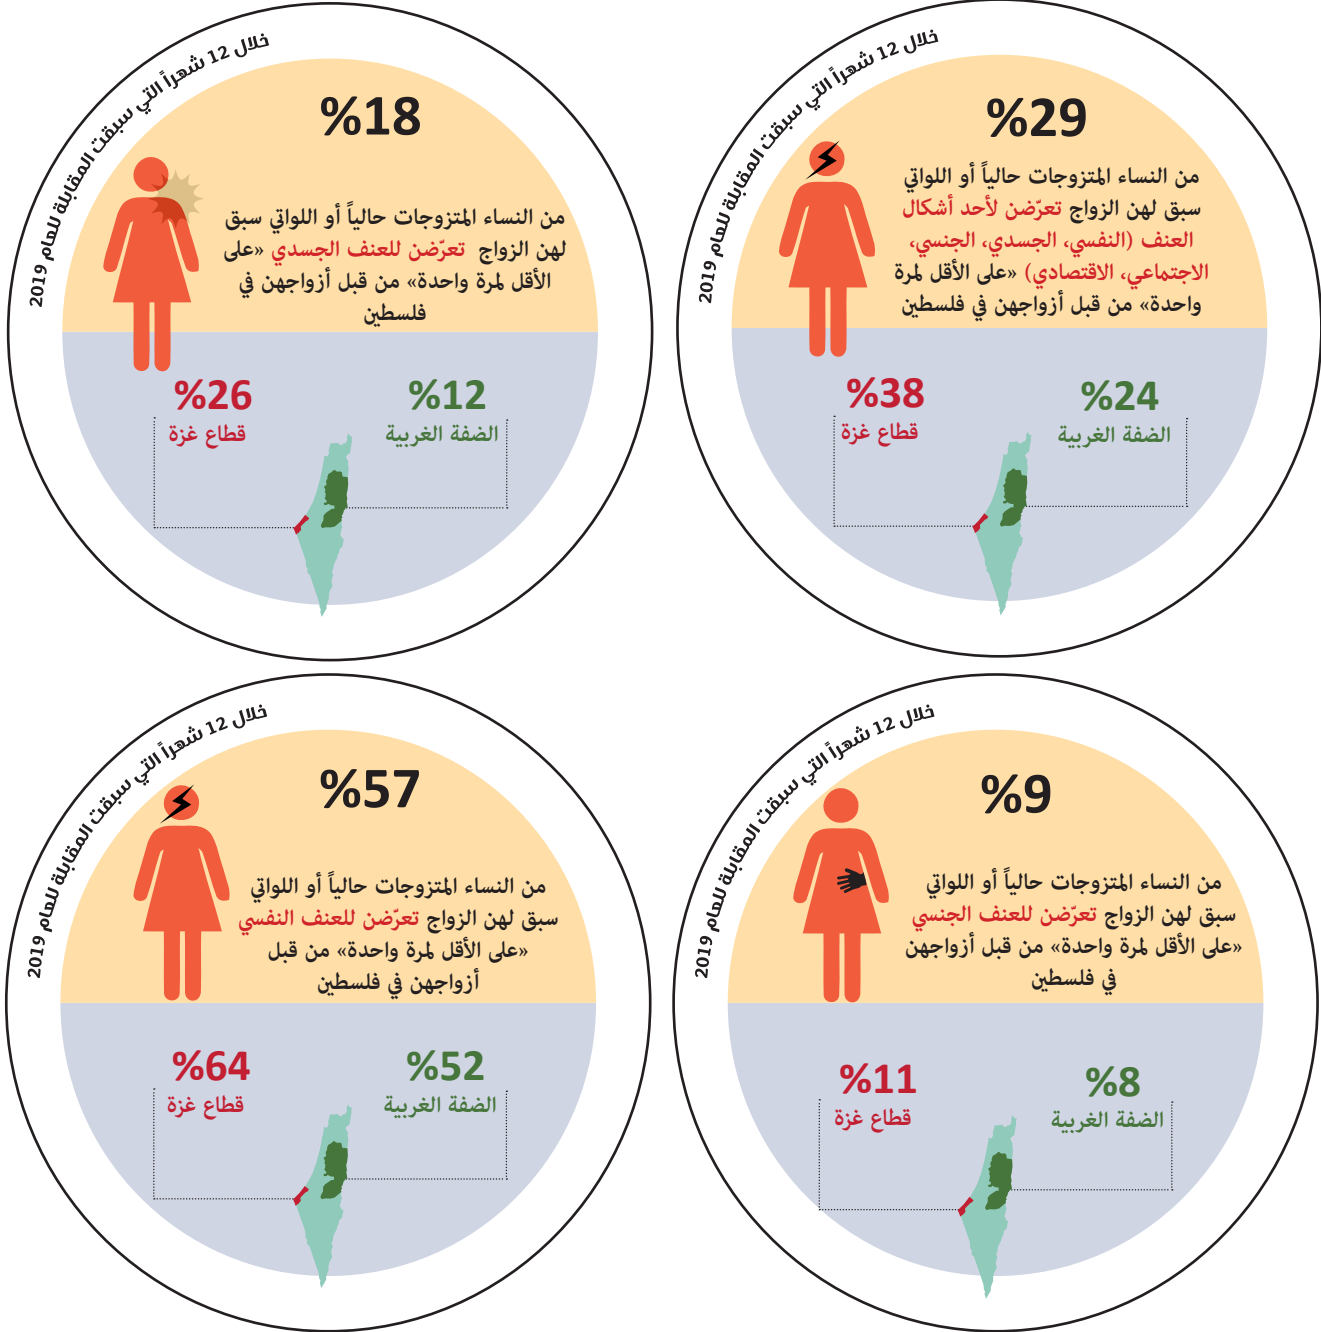 خلال 12 شهراً التي سبقت المقابلة للعام 2019
%29
من النساء المتزوجات حالياً أو اللواتي
سبق لهن الزواج تعرّضن لأحد أشكال
العنف (النفسي، الجسدي، الجنسي،
الاجتماعي، الاقتصادي) «على الأقل لمرة
واحدة» من قبل أزواجهن في فلسطين
%24
الضفة الغربية
%38
قطاع غزة
خلال 12 شهراً التي سبقت المقابلة للعام 2019
%18
من النساء المتزوجات حالياً أو اللواتي سبق
لهن الزواج تعرّضن للعنف الجسدي «على
الأقل لمرة واحدة» من قبل أزواجهن في
فلسطين
%12
الضفة الغربية
%26
قطاع غزة
خلال 12 شهراً التي سبقت المقابلة للعام 2019
%9
من النساء المتزوجات حالياً أو اللواتي
سبق لهن الزواج تعرّضن للعنف الجنسي
«على الأقل لمرة واحدة» من قبل أزواجهن
في فلسطين
%8
الضفة الغربية
%11
قطاع غزة
خلال 12 شهراً التي سبقت المقابلة للعام 2019
%57
من النساء المتزوجات حالياً أو اللواتي
سبق لهن الزواج تعرّضن للعنف النفسي
«على الأقل لمرة واحدة» من قبل
أزواجهن في فلسطين
%52
الضفة الغربية
%64
قطاع غزة